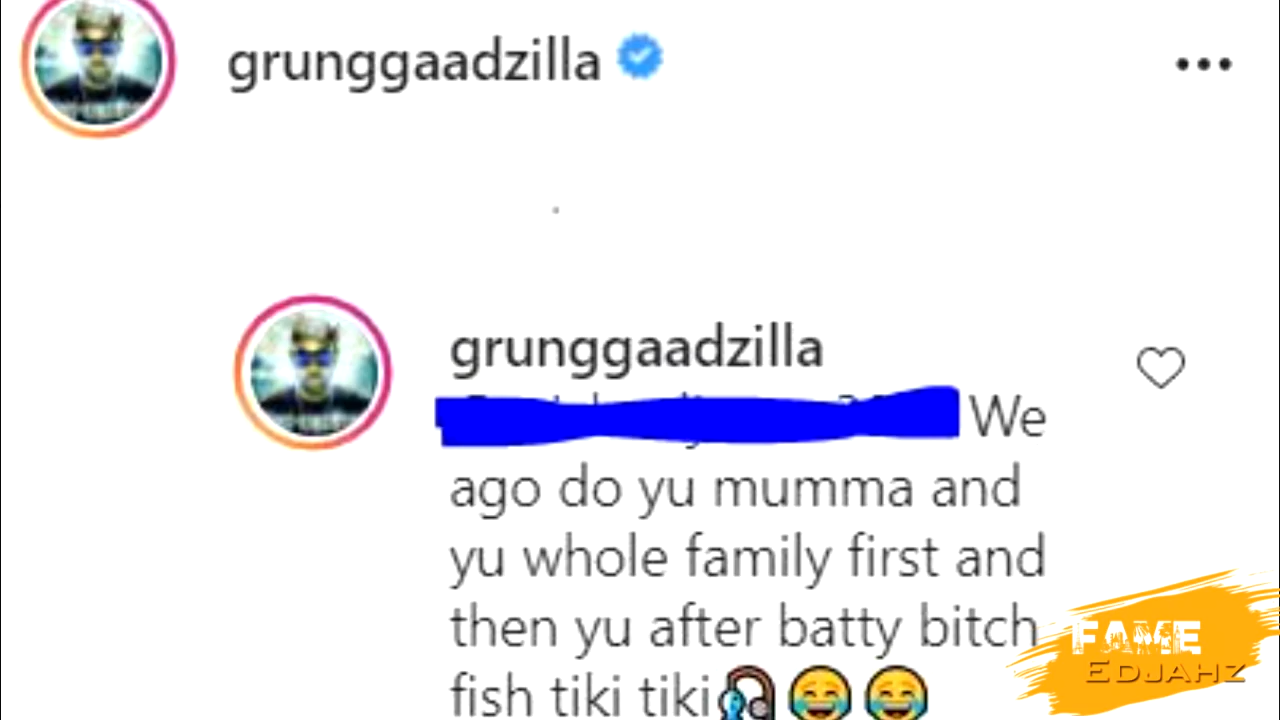 grunggaadzilla
grunggaadzilla
We
ago do yu mumma and
yu whole family first and
then yu after batty bitch
fish tiki tiki
FAME
EDJAHZ